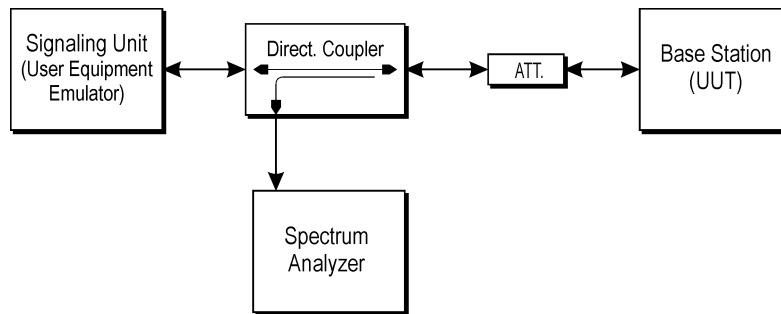 Signaling Unit
(User Equipment
Emulator)
Direct. Coupler
ATT.
Base Station
(UUT)
Spectrum
Analyzer